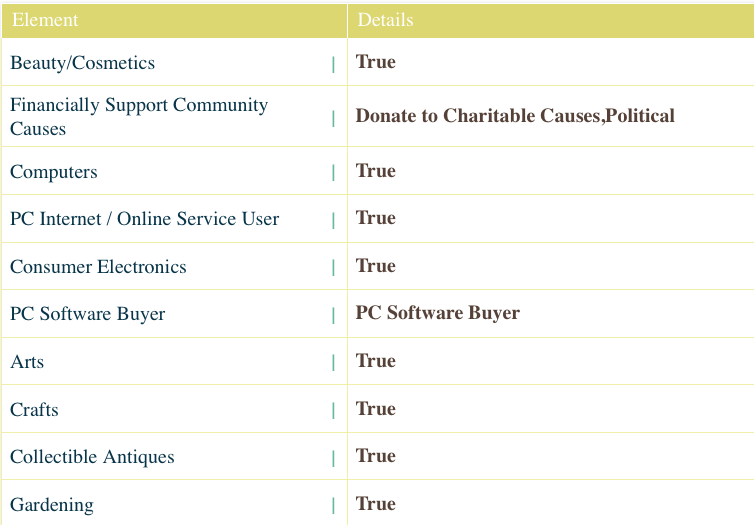 Element | Details
Beauty/Cosmetics | True
Financially Support Community
Causes | Donate to Charitable Causes,Political
Computers | True
PC Internet / Online Service User | True
Consumer Electronics | True
PC Software Buyer | PC Software Buyer
Arts | True
Crafts | True
Collectible Antiques | True
Gardening | True